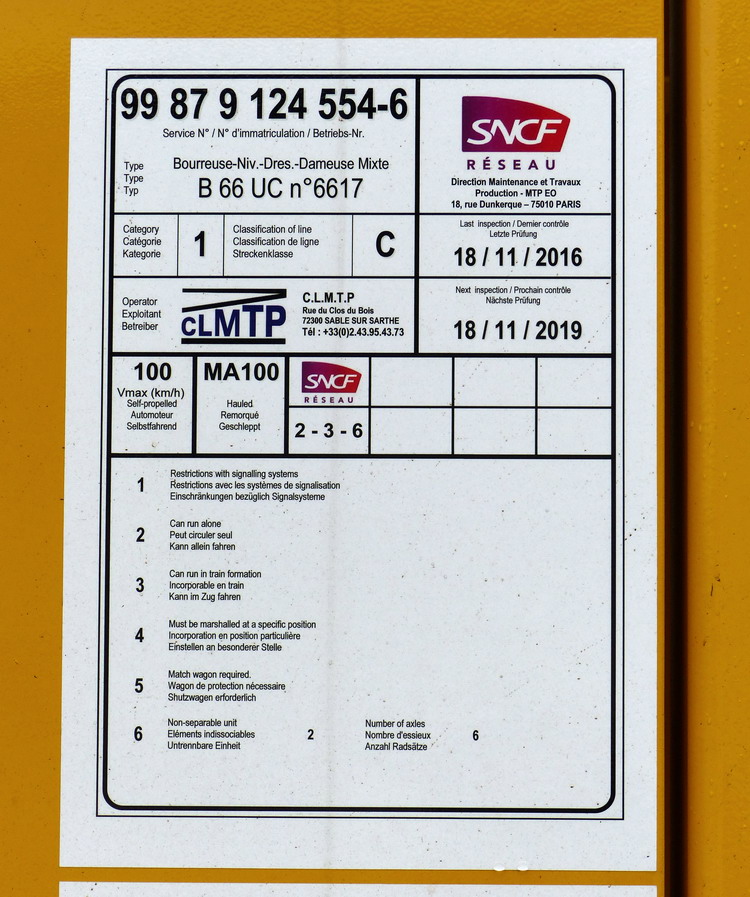 99 87 9 124 554-6
Service N° / N° d'immatriculation / Betriebs-Nr.
Type
Type
Typ
Bourreuse-Niv.-Dres.-Dameuse Mixte
B 66 UC n°6617
SNCF
RÉSEAU
Direction Maintenance et Travaux
Production - MTP EO
18, rue Dunkerque – 75010 PARIS
Category
Catégorie
Kategorie
1
Classification of line
Classification de ligne
Streckenklasse
C
Last inspection / Dernier contrôle
Letzte Prüfung
18 / 11 / 2016
Operator
Exploitant
Betreiber
CLMTP
C.L.M.T.P
Rue du Clos du Bois
72300 SABLE SUR SARTHE
Tél : +33(0)2.43.95.43.73
Next inspection / Prochain contrôle
Nächste Prüfung
18 / 11 / 2019
100
Vmax (km/h)
Self-propelled
Automoteur
Selbstfahrend
MA100
Hauled
Remorqué
Geschleppt
SNCF
RÉSEAU
2 - 3 - 6
1
Restrictions with signalling systems
Restrictions avec les systèmes de signalisation
Einschränkungen bezüglich Signalsysteme
2
Can run alone
Peut circuler seul
Kann allein fahren
3
Can run in train formation
Incorporable en train
Kann im Zug fahren
4
Must be marshalled at a specific position
Incorporation en position particulière
Einstellen an besonderer Stelle
5
Match wagon required.
Wagon de protection nécessaire
Shutzwagen erforderlich
6
Non-separable unit
Eléments indissociables
Untrennbare Einheit
2
Number of axles
Nombre d'essieux
Anzahl Radsätze
6